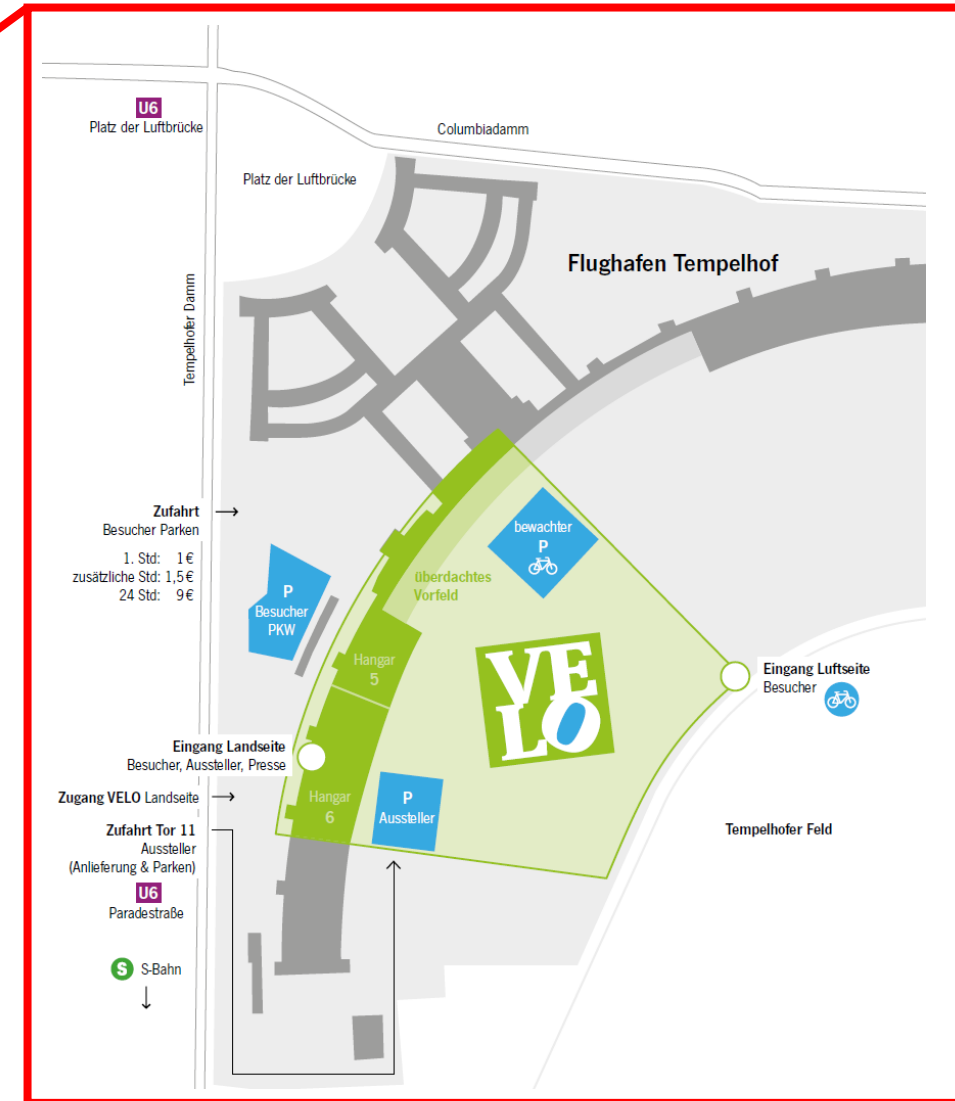 U6
Platz der Luftbrücke
Columbiadamm
Platz der Luftbrücke
Flughafen Tempelhof
Tempelhofer Damm
Zufahrt
Besucher Parken
1. Std: 1 €
zusätzliche Std: 1,5 €
24 Std: 9 €
P
Besucher
PKW
bewachter
P
überdachtes
Vorfeld
Hangar
5
VE
LO
Eingang Luftseite
Besucher
Eingang Landseite
Besucher, Aussteller, Presse
Zugang VELO Landseite
Hangar
6
P
Aussteller
Zufahrt Tor 11
Aussteller
(Anlieferung & Parken)
Tempelhofer Feld
U6
Paradestraße
S S-Bahn